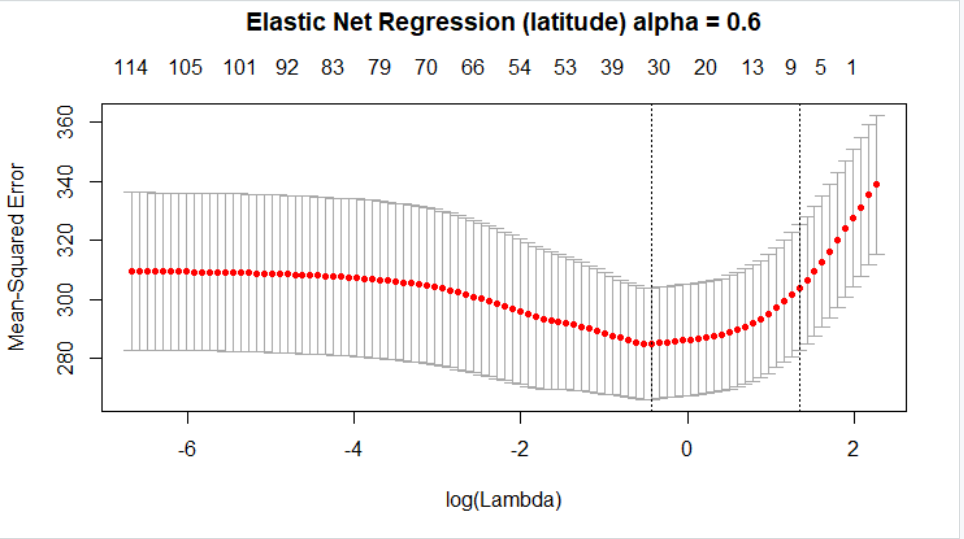 Elastic Net Regression (latitude) alpha = 0.6
114 105 101 92 83 79 70 66 54 53 39 30 20 13 9 5 1
Mean-Squared Error
360
340
320
300
280
-6 -4 -2 0 2
log(Lambda)